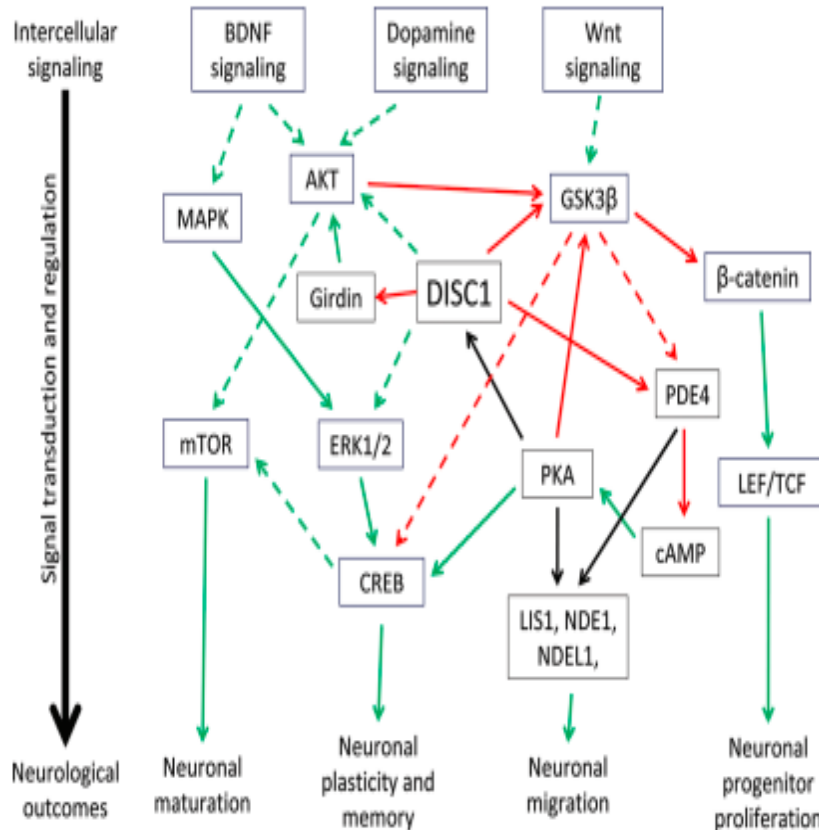 Intercellular
signaling
BDNF
signaling
Dopamine
signaling
Wnt
signaling
Signal transduction and regulation
AKT
GSK3β
MAPK
Girdin
DISC1
β-catenin
PDE4
mTOR
ERK1/2
PKA
LEF/TCF
cAMP
CREB
LIS1, NDE1,
NDEL1,
Neurological
outcomes
Neuronal
maturation
Neuronal
plasticity and
memory
Neuronal
migration
Neuronal
progenitor
proliferation